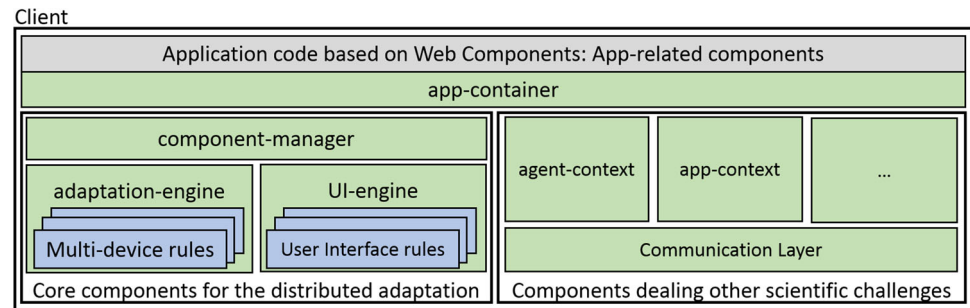 Client
Application code based on Web Components: App-related components
app-container
component-manager
adaptation-engine
Multi-device rules
UI-engine
User Interface rules
Core components for the distributed adaptation
agent-context
app-context
...
Communication Layer
Components dealing other scientific challenges